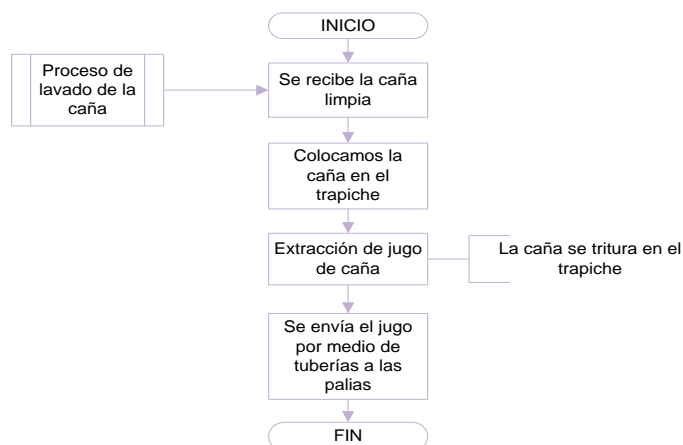 INICIO
Proceso de
lavado de la
caña
Se recibe la caña
limpia
Colocamos la
caña en el
trapiche
Extracción de jugo
de caña
La caña se tritura en el
trapiche
Se envía el jugo
por medio de
tuberías a las
palias
FIN